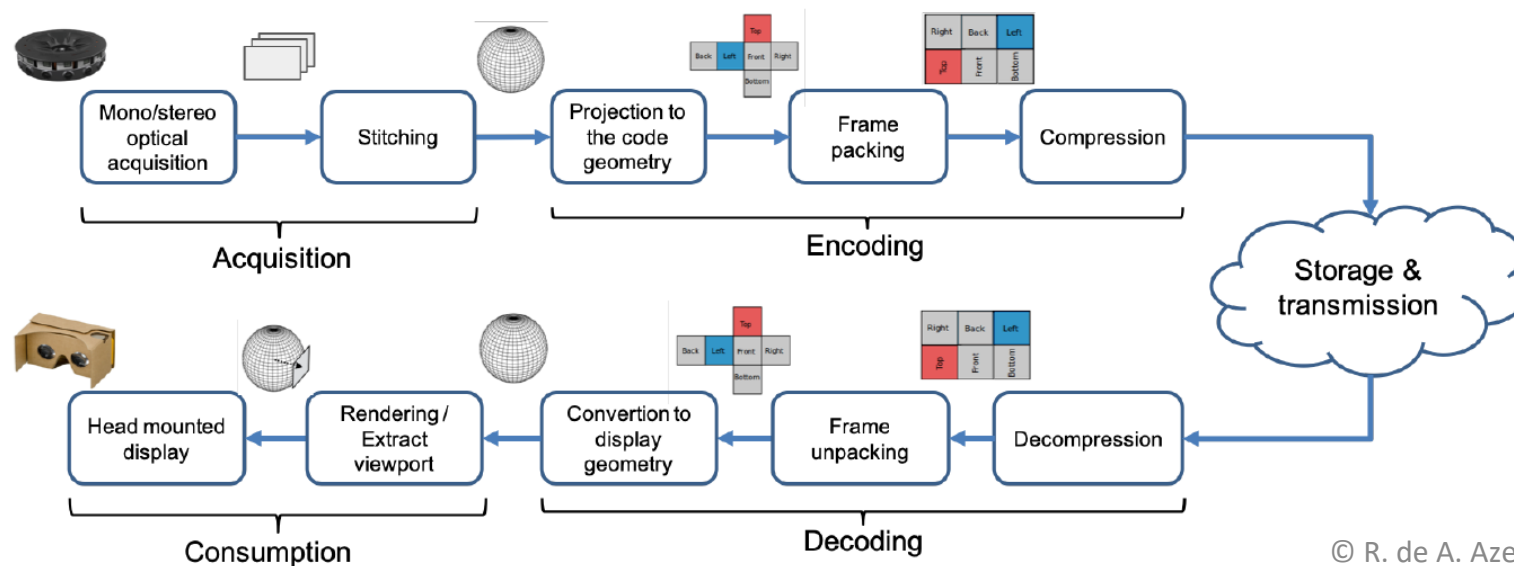 Top
Back Left Front Right
Bottom
Right Back Left
Top Front Bottom
Mono/stereo
optical
acquisition
Stitching
Projection to
the code
geometry
Frame
packing
Compression
Acquisition
Encoding
Storage &
transmission
Top
Back Left Front Right
Bottom
Right Back Left
Top Front Bottom
Head mounted
display
Rendering /
Extract
viewport
Convertion to
display
geometry
Frame
unpacking
Decompression
Consumption
Decoding
© R. de A. Aze